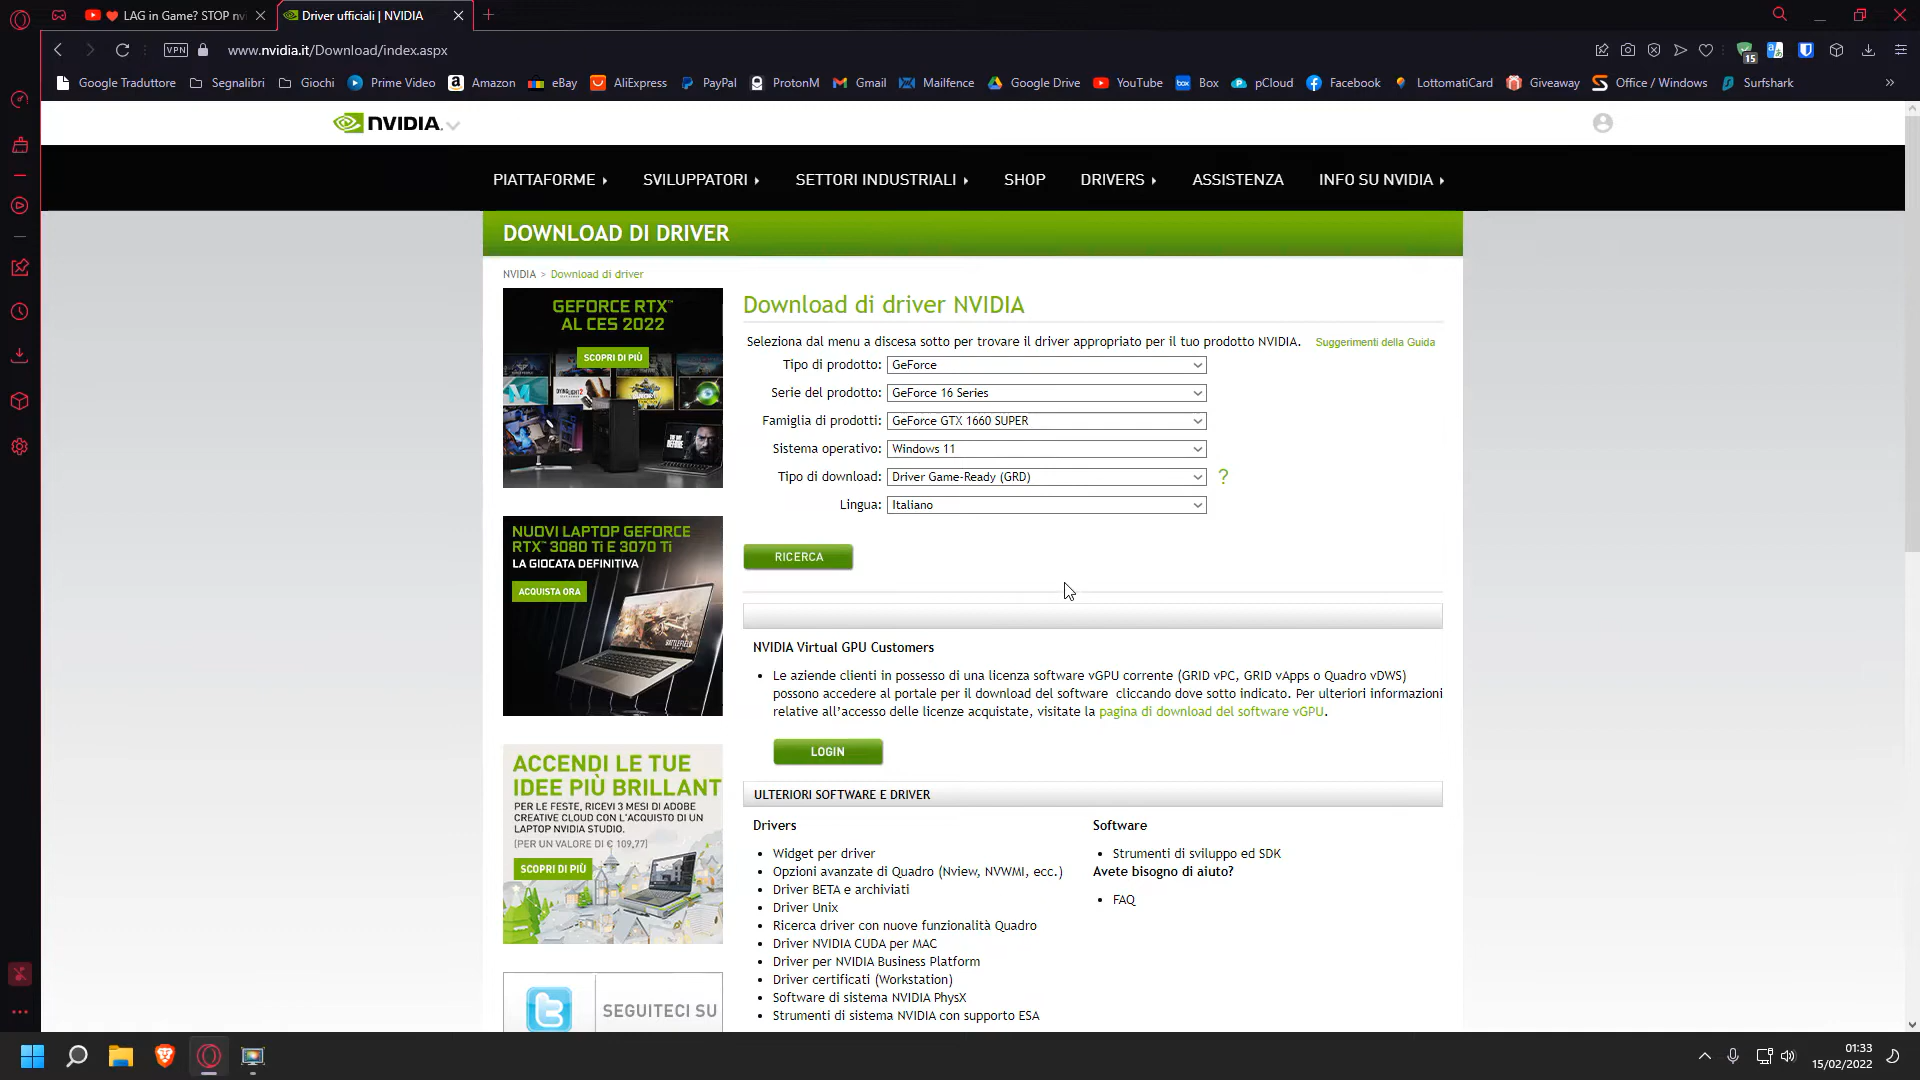 LAG in Game? STOP nvi
Driver ufficiali | NVIDIA
VPN
www.nvidia.it/Download/index.aspx
15
Google Traduttore
Segnalibri
Giochi
Prime Video
Amazon
eBay
AliExpress
PayPal
ProtonM
Gmail
Mailfence
Google Drive
YouTube
box
Box
pCloud
Facebook
LottomatiCard
Giveaway
Office / Windows
Surfshark
NVIDIA.
PIATTAFORME
SVILUPPATORI
SETTORI INDUSTRIALI
SHOP
DRIVERS
ASSISTENZA
INFO SU NVIDIA
DOWNLOAD DI DRIVER
NVIDIA > Download di driver
GEFORCE RTX™
AL CES 2022
SCOPRI DI PIÙ
NUOVI LAPTOP GEFORCE
RTX™ 3080 Ti E 3070 Ti
LA GIOCATA DEFINITIVA
ACQUISTA ORA
ACCENDI LE TUE
IDEE PIÙ BRILLANT
PER LE FESTE, RICEVI 3 MESI DI ADOBE
CREATIVE CLOUD CON L'ACQUISTO DI UN
LAPTOP NVIDIA STUDIO.
(PER UN VALORE DI € 109,77)
SCOPRI DI PIÙ
SEGUITECI SU
Download di driver NVIDIA
Seleziona dal menu a discesa sotto per trovare il driver appropriato per il tuo prodotto NVIDIA.
Suggerimenti della Guida
Tipo di prodotto: GeForce
Serie del prodotto: GeForce 16 Series
Famiglia di prodotti: GeForce GTX 1660 SUPER
Sistema operativo: Windows 11
Tipo di download: Driver Game-Ready (GRD) ?
Lingua: Italiano
RICERCA
NVIDIA Virtual GPU Customers
Le aziende clienti in possesso di una licenza software vGPU corrente (GRID vPC, GRID vApps o Quadro vDWS)
possono accedere al portale per il download del software cliccando dove sotto indicato. Per ulteriori informazioni
relative all'accesso delle licenze acquistate, visitate la pagina di download del software vGPU.
LOGIN
ULTERIORI SOFTWARE E DRIVER
Drivers
Widget per driver
Opzioni avanzate di Quadro (Nview, NVWMI, ecc.)
Driver BETA e archiviati
Driver Unix
Ricerca driver con nuove funzionalità Quadro
Driver NVIDIA CUDA per MAC
Driver per NVIDIA Business Platform
Driver certificati (Workstation)
Software di sistema NVIDIA PhysX
Strumenti di sistema NVIDIA con supporto ESA
Software
Strumenti di sviluppo ed SDK
Avete bisogno di aiuto?
FAQ
01:33
15/02/2022